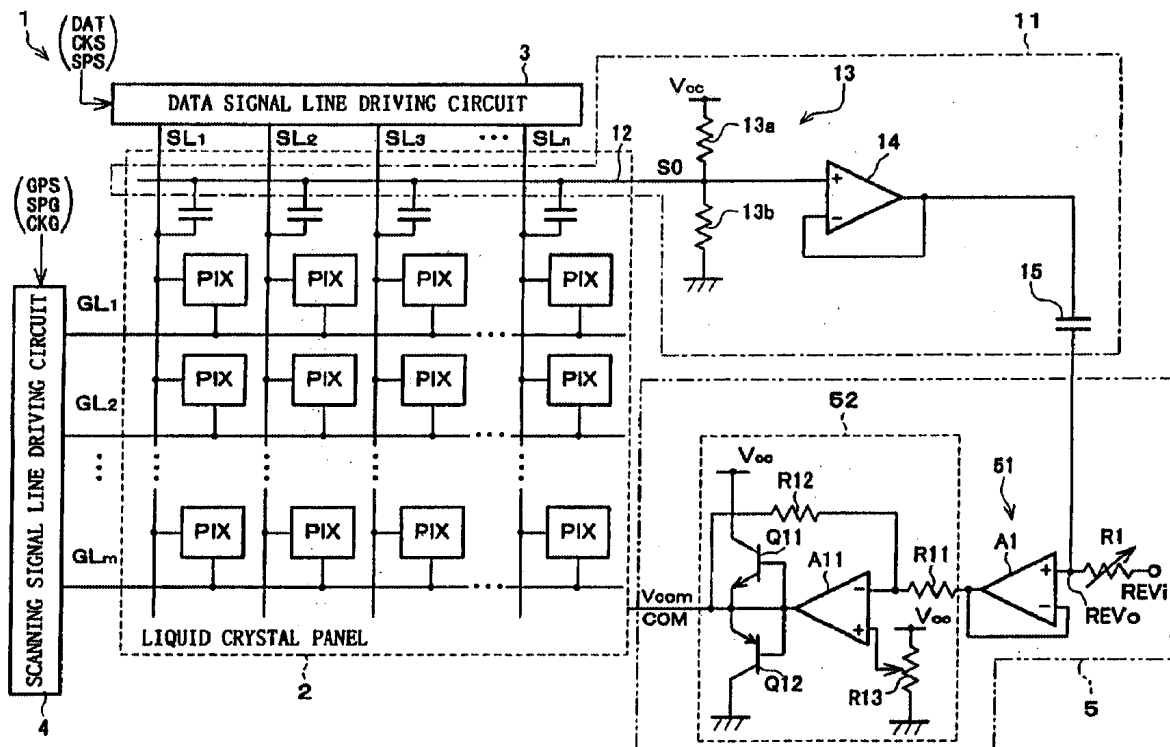 1
(DAT
CKS
SPS)
3
DATA SIGNAL LINE DRIVING CIRCUIT
SL1 SL2 SL3 ··· SLn
12
11
Vcc
13
13a
S0
14
+
-
13b
15
(GPS
SPG
CKG)
SCANNING SIGNAL LINE DRIVING CIRCUIT
4
GL1
PIX PIX PIX PIX
···
GL2
PIX PIX PIX PIX
···
GLm
PIX PIX PIX PIX
···
LIQUID CRYSTAL PANEL
2
52
Vcc
R12
Q11
A11
-
+
R11
Vcom
COM
Q12
Vcc
R13
51
A1
+
-
R1
REVi
REVo
5